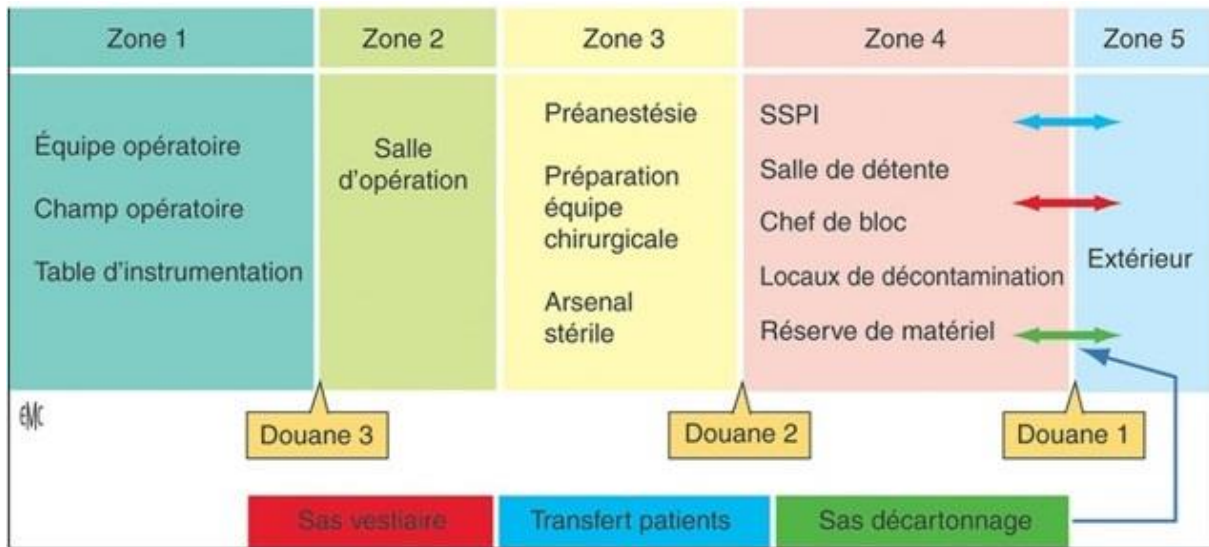 Zone 1
Zone 2
Zone 3
Zone 4
Zone 5
Équipe opératoire
Champ opératoire
Table d'instrumentation
Salle
d'opération
Préanestésie
Préparation
équipe
chirurgicale
Arsenal
stérile
SSPI
Salle de détente
Chef de bloc
Locaux de décontamination
Réserve de matériel
Extérieur
EMC
Douane 3
Douane 2
Douane 1
Sas vestiaire
Transfert patients
Sas décartonnage